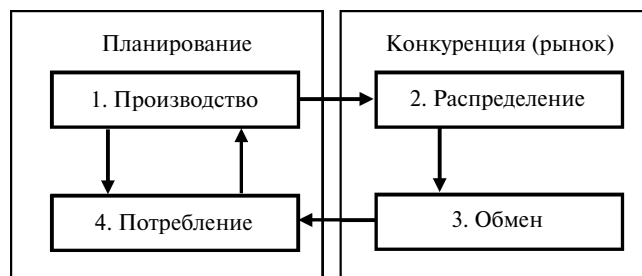 Планирование
Конкуренция (рынок)
1. Производство
2. Распределение
4. Потребление
3. Обмен